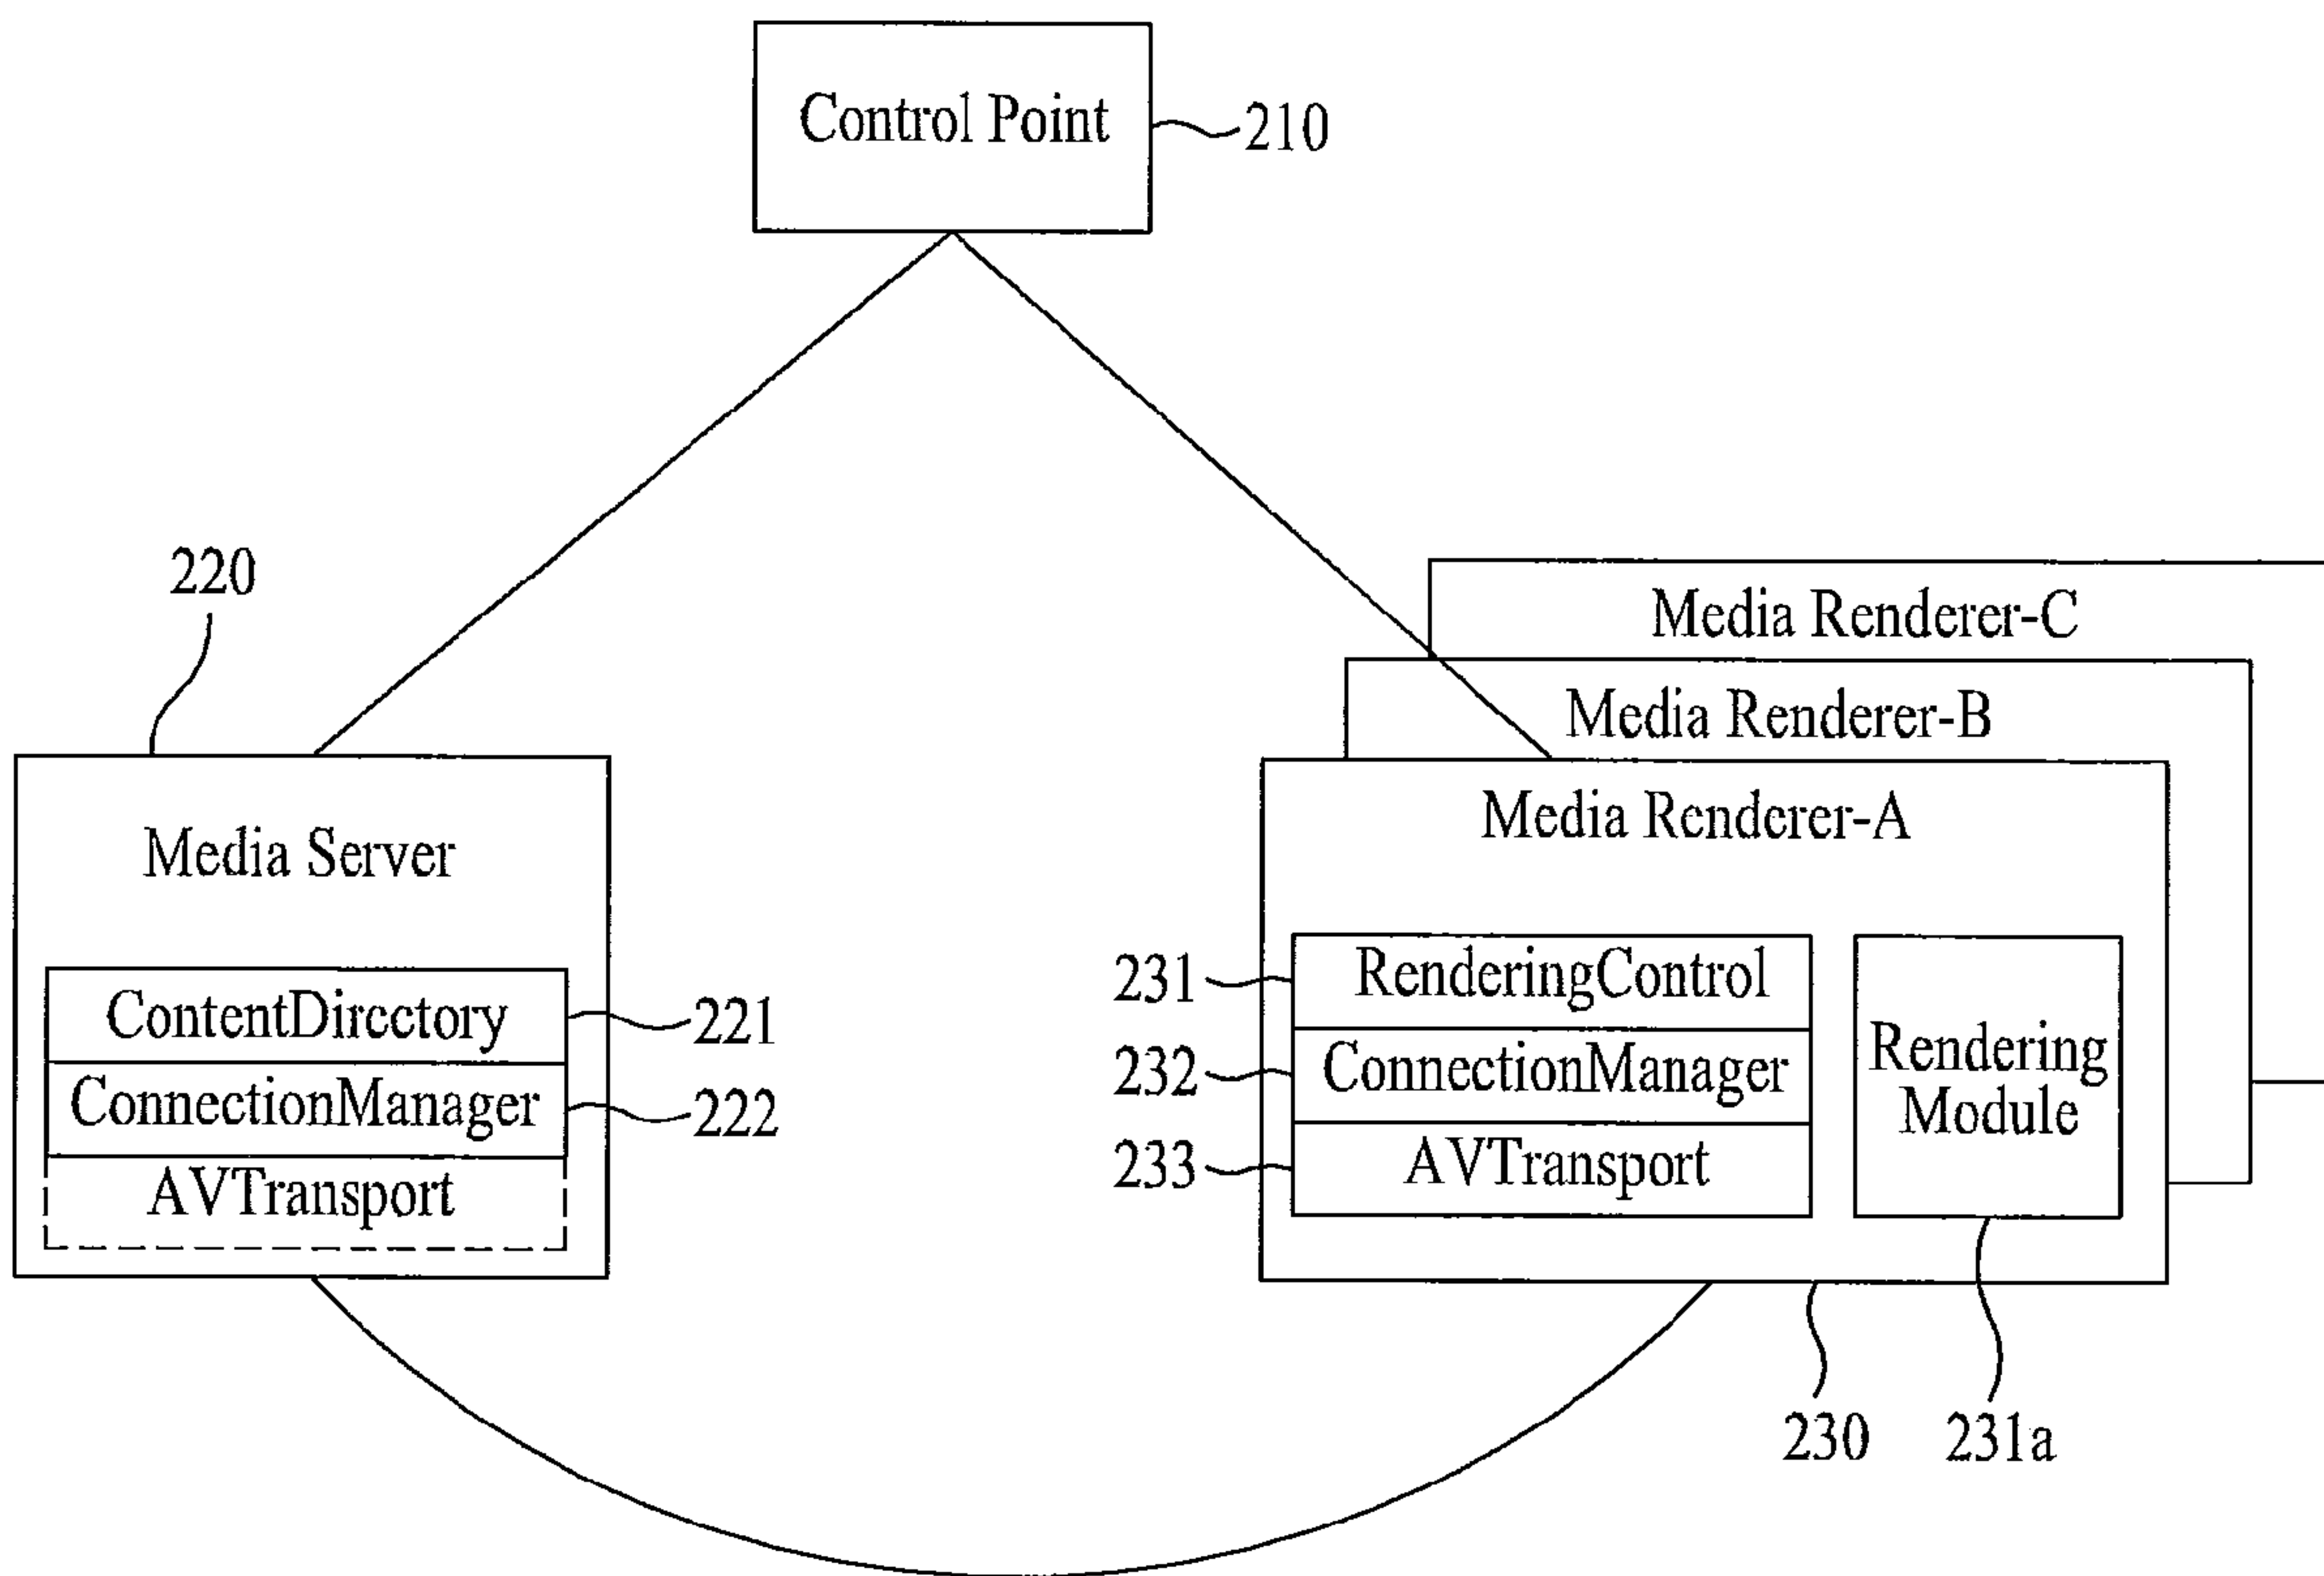 Control Point
210
220
Media Renderer-C
Media Renderer-B
Media Renderer-A
Media Server
ContentDirectory
221
ConnectionManager
222
AVTransport
231
RenderingControl
232
ConnectionManager
233
AVTransport
Rendering
Module
230
231a